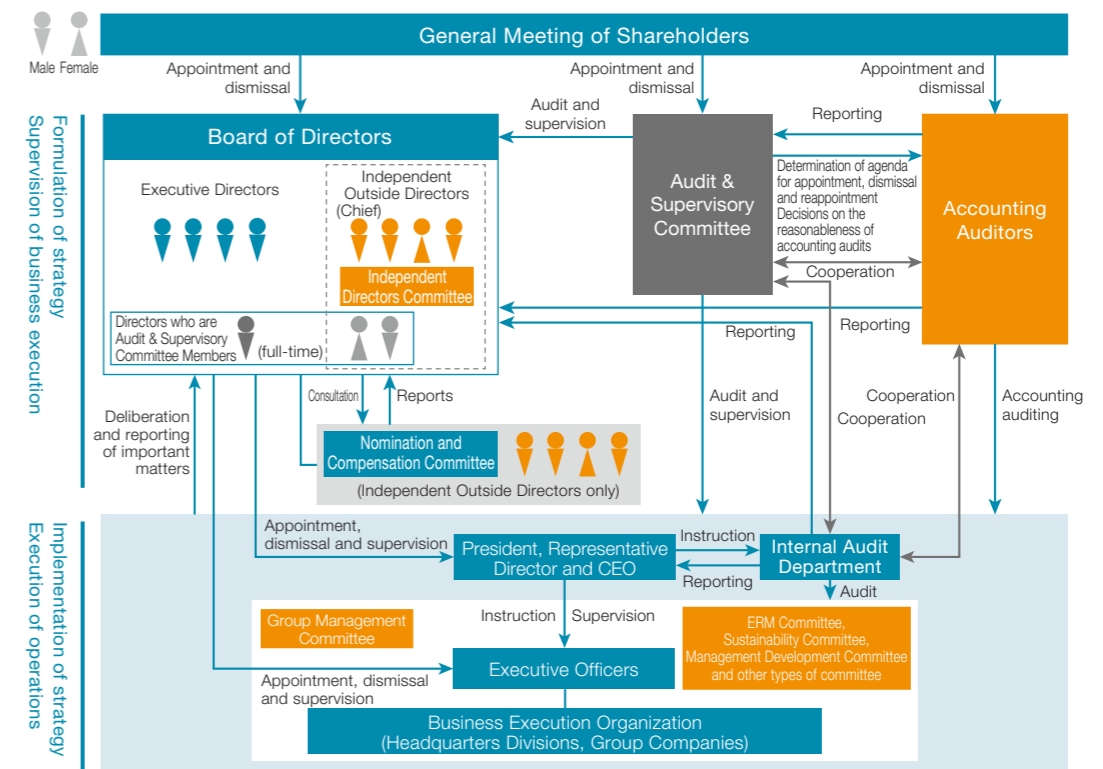 General Meeting of Shareholders
Male Female
Appointment and
dismissal
Appointment and
dismissal
Appointment and
dismissal
Formulation of strategy
Supervision of business execution
Board of Directors
Audit and
supervision
Audit &
Supervisory
Committee
Reporting
Determination of agenda
for appointment, dismissal
and reappointment
Decisions on the
reasonableness of
accounting audits
Cooperation
Accounting
Auditors
Executive Directors
Independent
Outside Directors
(Chief)
Independent
Directors Committee
Directors who are
Audit & Supervisory
Committee Members
(full-time)
Reporting
Reporting
Deliberation
and reporting
of important
matters
Consultation
Reports
Nomination and
Compensation Committee
(Independent Outside Directors only)
Audit and
supervision
Cooperation
Cooperation
Accounting
auditing
Implementation of strategy
Execution of operations
Appointment,
dismissal and supervision
President, Representative
Director and CEO
Instruction
Reporting
Internal Audit
Department
Audit
Instruction
Supervision
Group Management
Committee
ERM Committee,
Sustainability Committee,
Management Development Committee
and other types of committee
Executive Officers
Appointment, dismissal
and supervision
Business Execution Organization
(Headquarters Divisions, Group Companies)